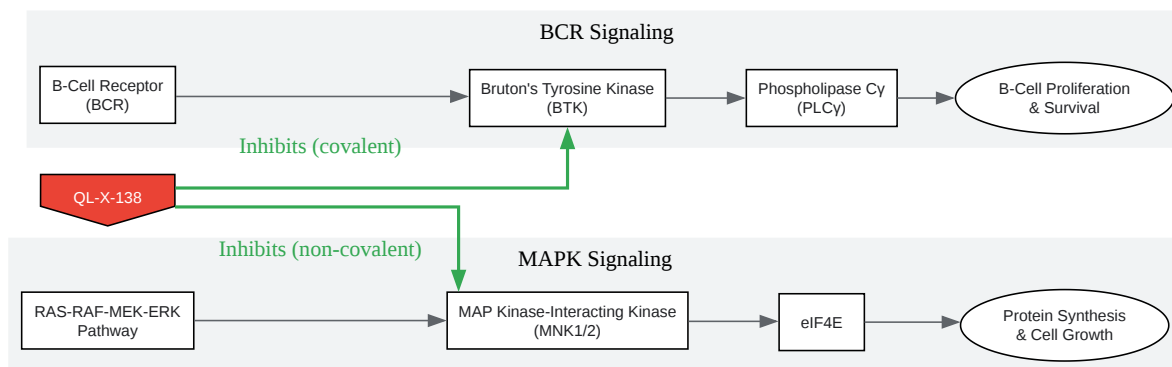 BCR Signaling
B-Cell Receptor
(BCR)
Bruton's Tyrosine Kinase
(BTK)
Phospholipase Cγ
(PLCγ)
B-Cell Proliferation
& Survival
Inhibits (covalent)
QL-X-138
Inhibits (non-covalent)
MAPK Signaling
RAS-RAF-MEK-ERK
Pathway
MAP Kinase-Interacting Kinase
(MNK1/2)
eIF4E
Protein Synthesis
& Cell Growth